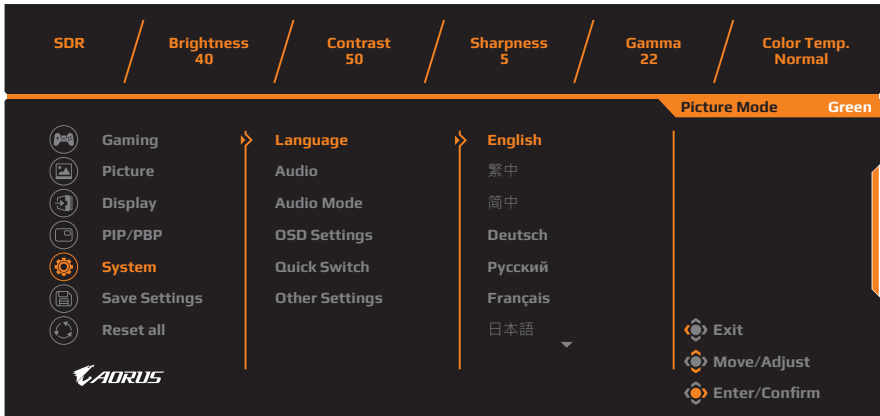 SDR
Brightness
40
Contrast
50
Sharpness
5
Gamma
22
Color Temp.
Normal
Picture Mode Green
Gaming
Picture
Display
PIP/PBP
System
Save Settings
Reset all
Language
Audio
Audio Mode
OSD Settings
Quick Switch
Other Settings
English
繁中
简中
Deutsch
Русский
Français
日本語
Exit
Move/Adjust
Enter/Confirm
AORUS